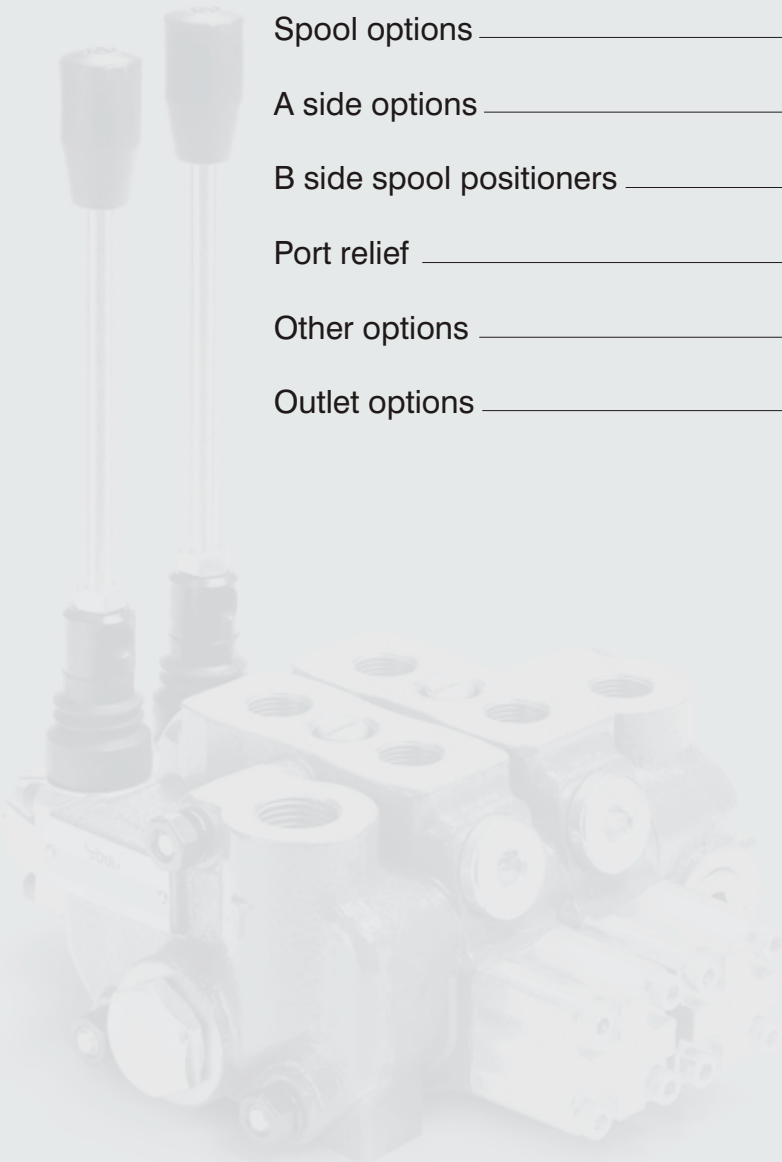 Spool options
A side options
B side spool positioners
Port relief
Other options
Outlet options